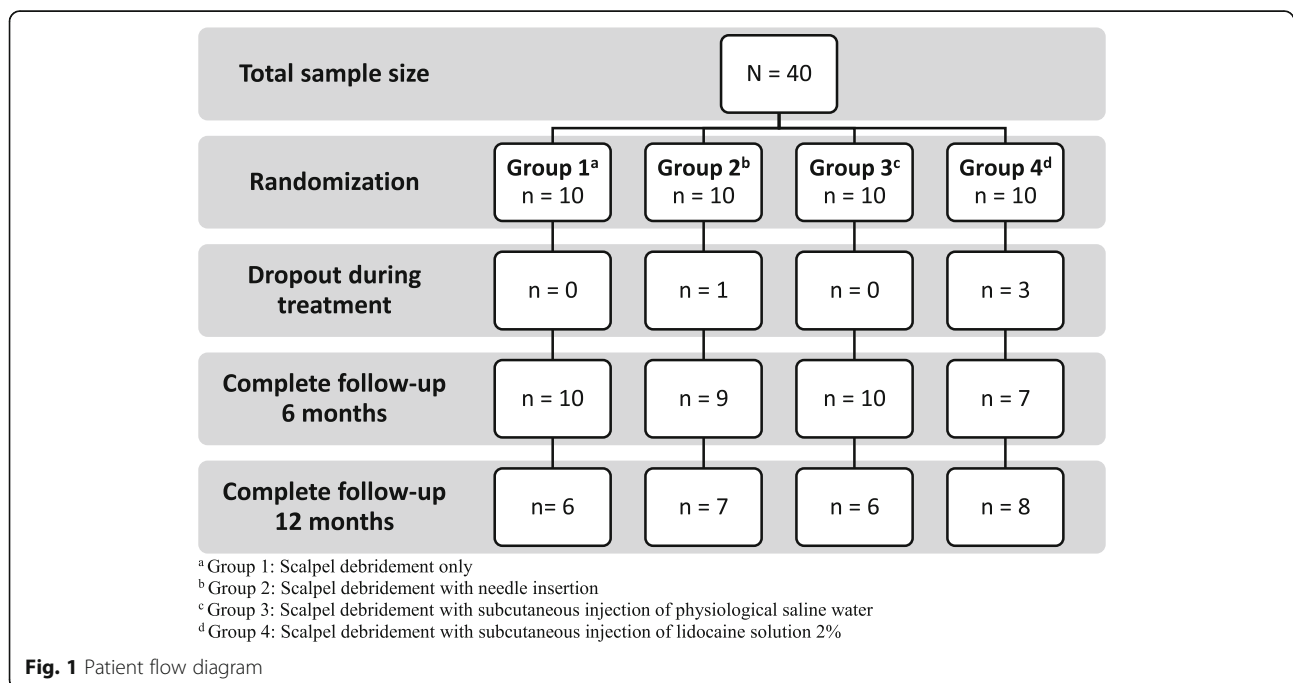 Total sample size
N = 40
Randomization
Group 1ᵃ
n = 10
Group 2ᵇ
n = 10
Group 3ᶜ
n = 10
Group 4ᵈ
n = 10
Dropout during
treatment
n = 0
n = 1
n = 0
n = 3
Complete follow-up
6 months
n = 10
n = 9
n = 10
n = 7
Complete follow-up
12 months
n= 6
n = 7
n = 6
n = 8
ᵃ Group 1: Scalpel debridement only
ᵇ Group 2: Scalpel debridement with needle insertion
ᶜ Group 3: Scalpel debridement with subcutaneous injection of physiological saline water
ᵈ Group 4: Scalpel debridement with subcutaneous injection of lidocaine solution 2%
Fig. 1 Patient flow diagram